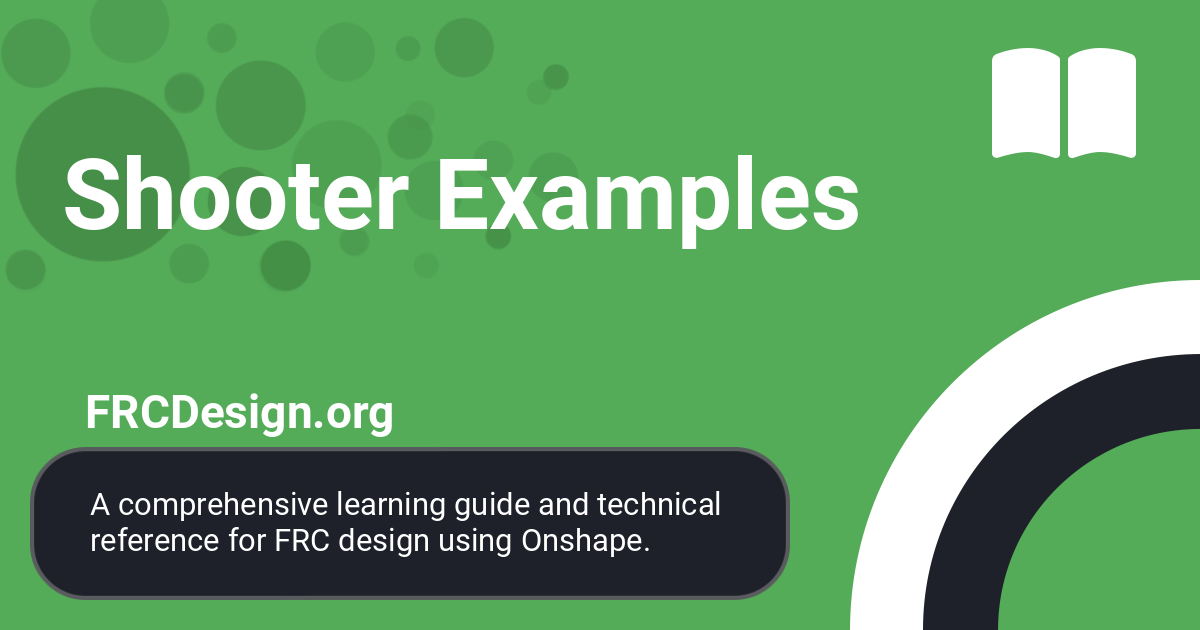 Shooter Examples
FRCDesign.org
A comprehensive learning guide and technical
reference for FRC design using Onshape.